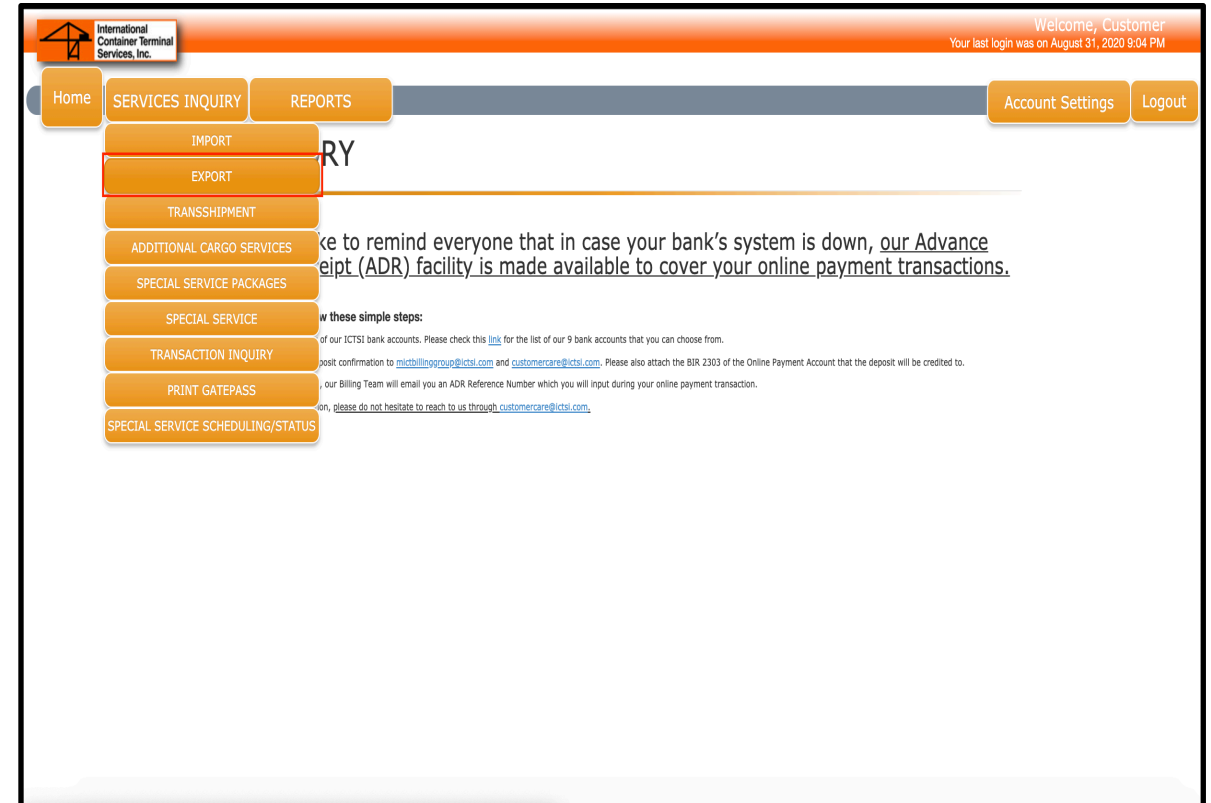 International
Container Terminal
Services, Inc.
Welcome, Customer
Your last login was on August 31, 2020 9:04 PM
Home
SERVICES INQUIRY
REPORTS
Account Settings
Logout
IMPORT
EXPORT
TRANSSHIPMENT
ADDITIONAL CARGO SERVICES
SPECIAL SERVICE PACKAGES
SPECIAL SERVICE
TRANSACTION INQUIRY
PRINT GATEPASS
SPECIAL SERVICE SCHEDULING/STATUS
RY
ke to remind everyone that in case your bank’s system is down, our Advance
eipt (ADR) facility is made available to cover your online payment transactions.
w these simple steps:
of our ICTSI bank accounts. Please check this link for the list of our 9 bank accounts that you can choose from.
posit confirmation to mictbillinggroup@ictsi.com and customercare@ictsi.com. Please also attach the BIR 2303 of the Online Payment Account that the deposit will be credited to.
, our Billing Team will email you an ADR Reference Number which you will input during your online payment transaction.
ion, please do not hesitate to reach to us through customercare@ictsi.com.